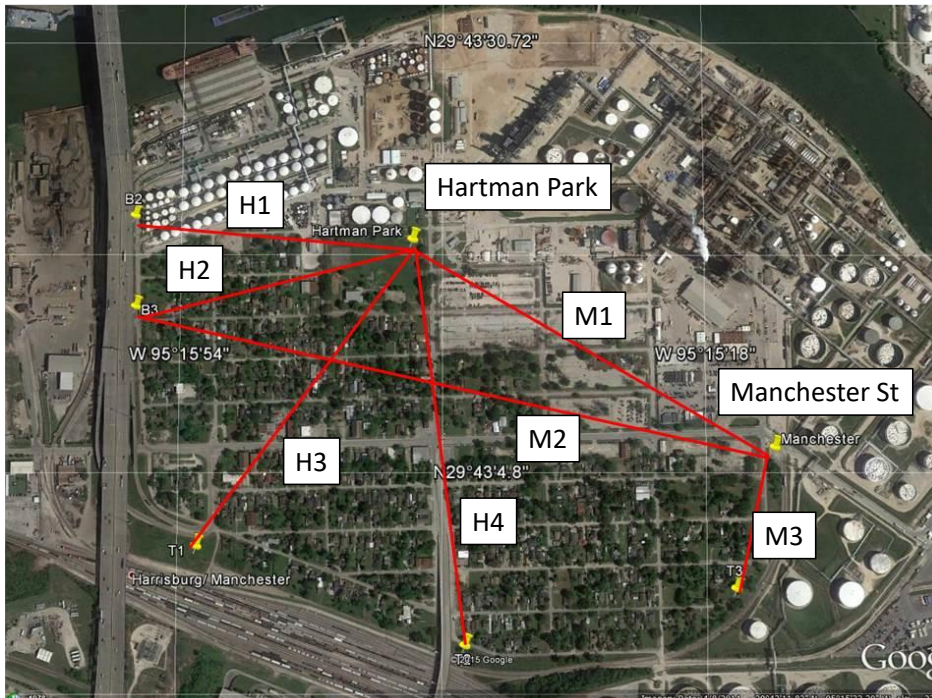 N29°43'30.72"
Hartman Park
B2
H1
Hartman Park
H2
B3
M1
W 95°15'54"
W 95°15'18"
Manchester St
M2
Manchester
H3
N29°43'4.8"
H4
M3
T1
Harrisburg/ Manchester
T3
T2
©2015 Google
Goog